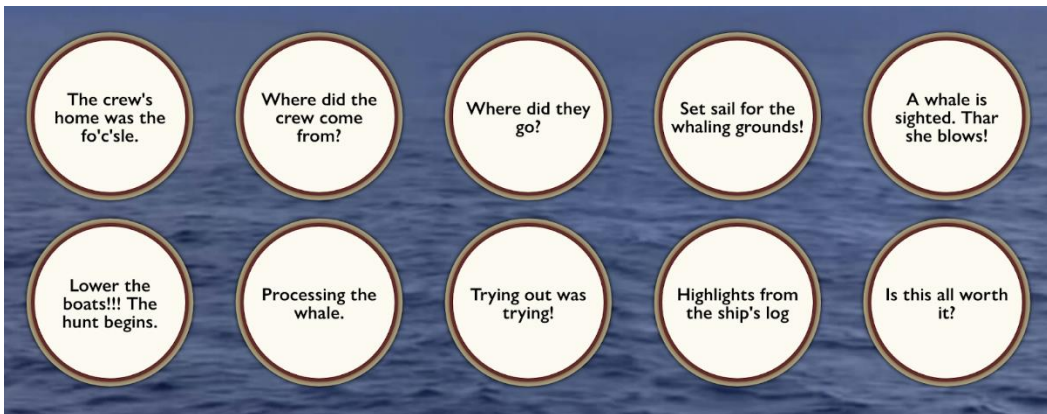 The crew's
home was the
fo'c'sle.
Where did the
crew come
from?
Where did they
go?
Set sail for the
whaling grounds!
A whale is
sighted. Thar
she blows!
Lower the
boats!!! The
hunt begins.
Processing the
whale.
Trying out was
trying!
Highlights from
the ship's log
Is this all worth
it?